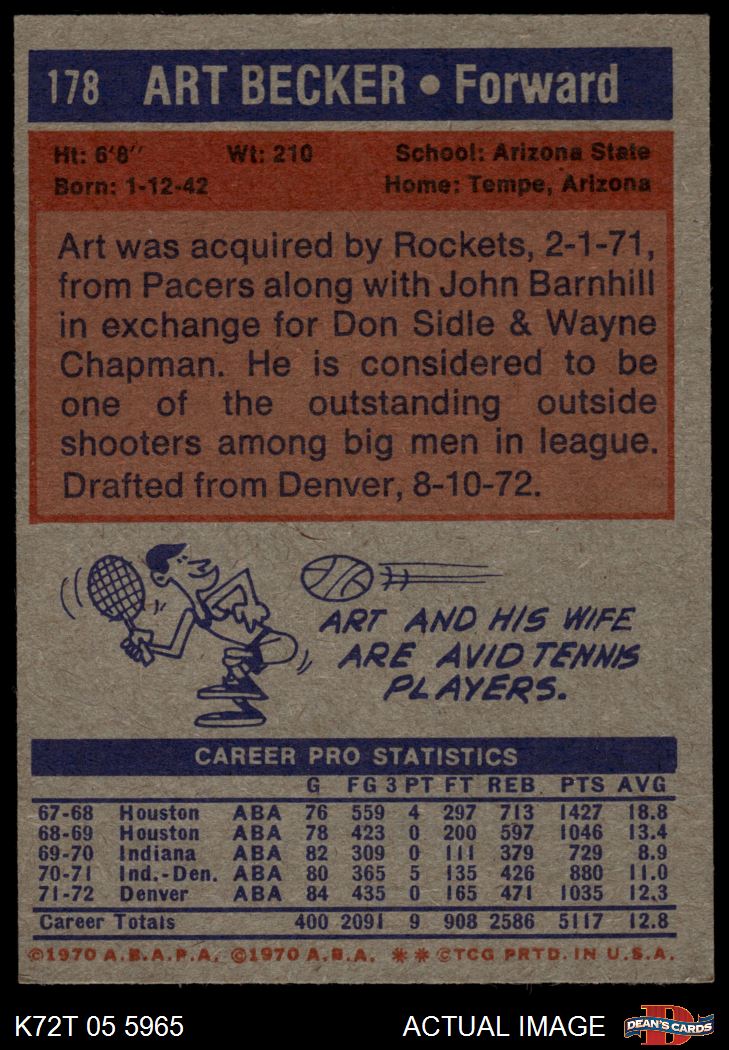 178 ART BECKER • Forward
Ht: 6'8" Wt: 210 School: Arizona State
Born: 1-12-42 Home: Tempe, Arizona
Art was acquired by Rockets, 2-1-71,
from Pacers along with John Barnhill
in exchange for Don Sidle & Wayne
Chapman. He is considered to be
one of the outstanding outside
shooters among big men in league.
Drafted from Denver, 8-10-72.
ART AND HIS WIFE
ARE AVID TENNIS
PLAYERS.
CAREER PRO STATISTICS
G FG 3 PT FT REB PTS AVG
67-68 Houston ABA 76 559 4 297 713 1427 18.8
68-69 Houston ABA 78 423 0 200 597 1046 13.4
69-70 Indiana ABA 82 309 0 111 379 729 8.9
70-71 Ind.-Den. ABA 80 365 5 135 426 880 11.0
71-72 Denver ABA 84 435 0 165 471 1035 12.3
Career Totals 400 2091 9 908 2586 5117 12.8
©1970 A.B.A.P.A. ©1970 A.B.A. ** ©TCG PRTD. IN U.S.A.
K72T 05 5965 ACTUAL IMAGE DEAN'S CARDS